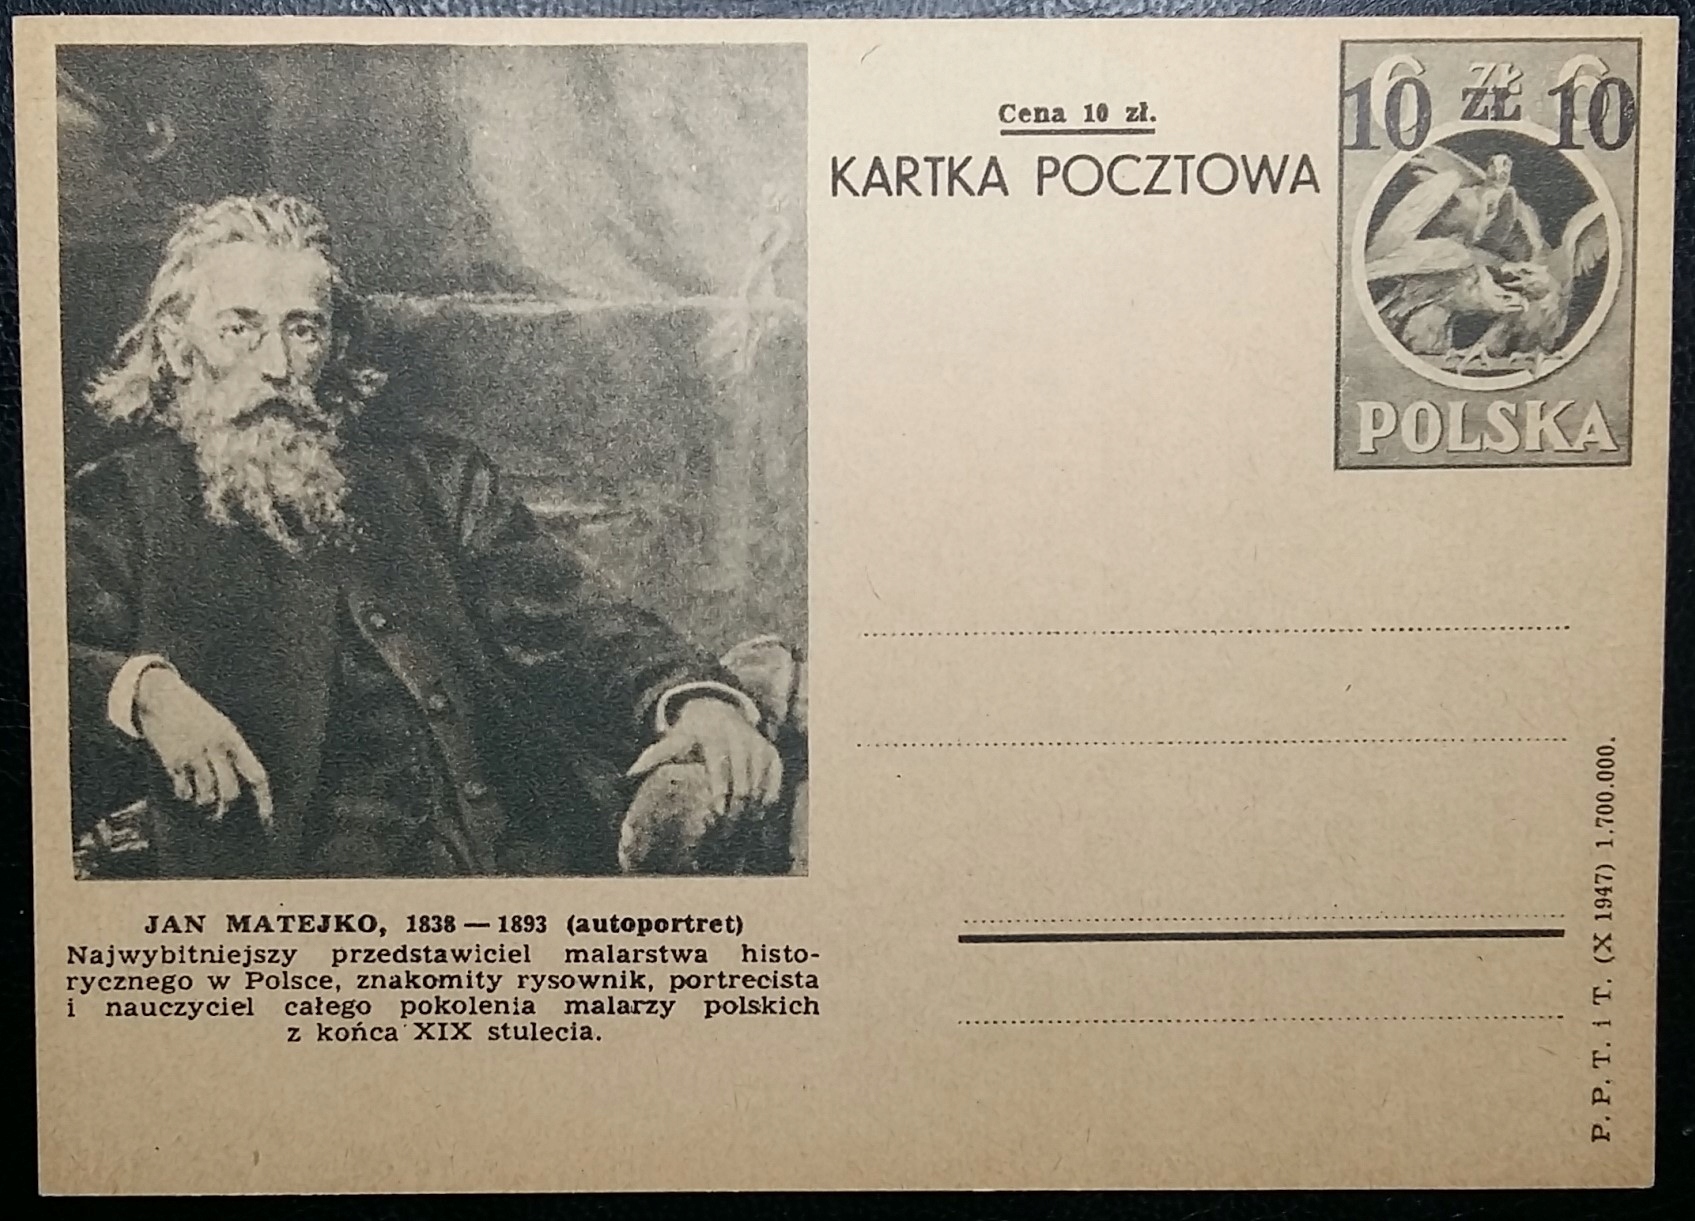 Cena 10 zł.
KARTKA POCZTOWA
6 ZŁ 6
10 ZŁ 10
POLSKA
JAN MATEJKO, 1838 — 1893 (autoportret)
Najwybitniejszy przedstawiciel malarstwa histo-
rycznego w Polsce, znakomity rysownik, portrecista
i nauczyciel całego pokolenia malarzy polskich
z końca XIX stulecia.
P. P. T. i T. (X 1947) 1.700.000.